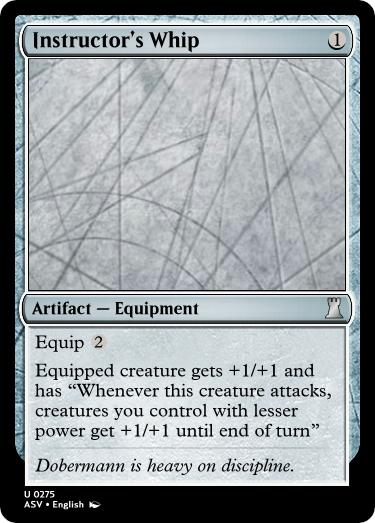 Instructor's Whip 1
Artifact — Equipment
Equip 2
Equipped creature gets +1/+1 and
has “Whenever this creature attacks,
creatures you control with lesser
power get +1/+1 until end of turn”
Dobermann is heavy on discipline.
U 0275
ASV • English